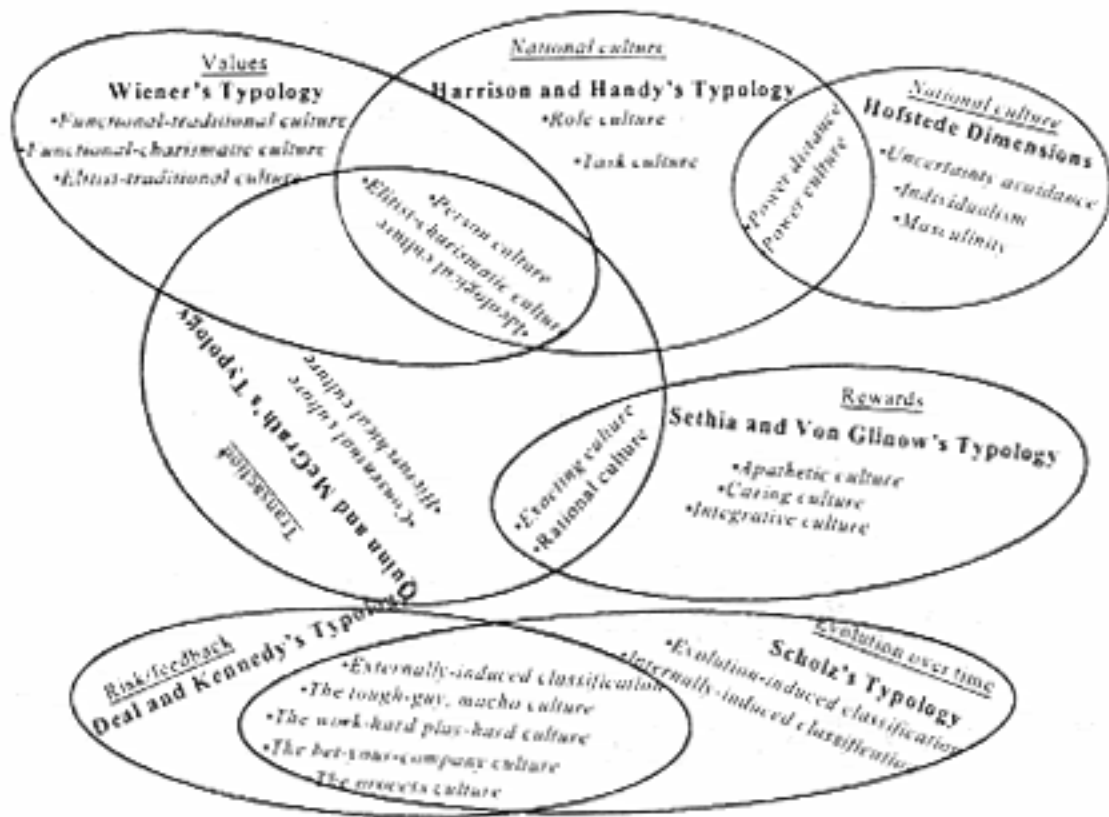 Values
Wiener's Typology
•Functional-traditional culture
•Functional-charismatic culture
•Elitist-traditional culture
National culture
Harrison and Handy's Typology
•Role culture
•Task culture
National culture
Hofstede Dimensions
•Uncertainty avoidance
•Individualism
•Masculinity
•Power distance
Power culture
•Person culture
•Elitist-charismatic culture
•Ideological culture
Transaction
Quinn and McGrath's Typology
•Consensual culture
•Hierarchical culture
•Exacting culture
•Rational culture
Rewards
Sethia and Von Glinow's Typology
•Apathetic culture
•Caring culture
•Integrative culture
Risk/feedback
Deal and Kennedy's Typology
•Externally-induced classification
•The tough-guy, macho culture
•The work-hard play-hard culture
•The bet-your-company culture
•The process culture
Evolution over time
Scholz's Typology
•Evolution-induced classification
•Internally-induced classification